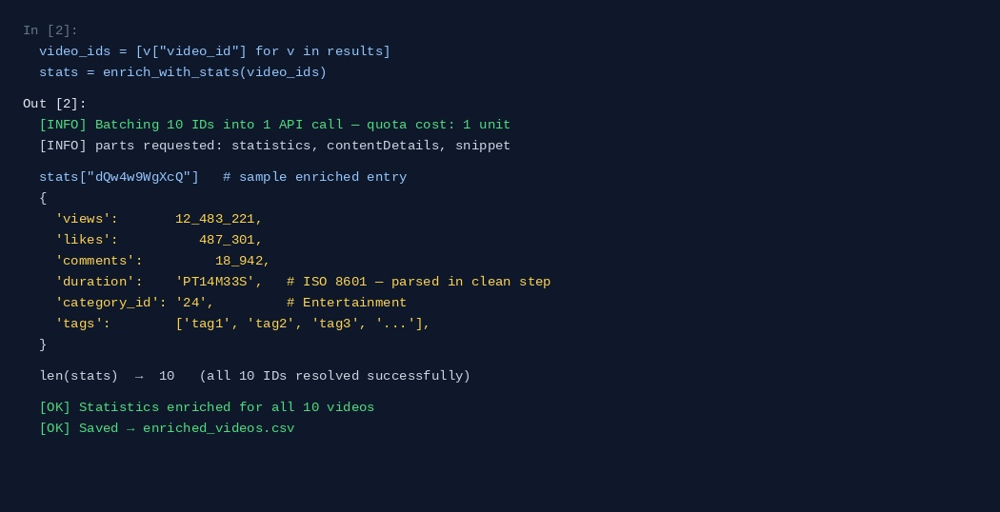 In [2]:
video_ids = [v["video_id"] for v in results]
stats = enrich_with_stats(video_ids)
Out [2]:
[INFO] Batching 10 IDs into 1 API call — quota cost: 1 unit
[INFO] parts requested: statistics, contentDetails, snippet
stats["dQw4w9WgXcQ"]   # sample enriched entry
{
  'views':       12_483_221,
  'likes':          487_301,
  'comments':         18_942,
  'duration':    'PT14M33S',   # ISO 8601 — parsed in clean step
  'category_id': '24',         # Entertainment
  'tags':        ['tag1', 'tag2', 'tag3', '...'],
}
len(stats)  →  10   (all 10 IDs resolved successfully)
[OK] Statistics enriched for all 10 videos
[OK] Saved → enriched_videos.csv